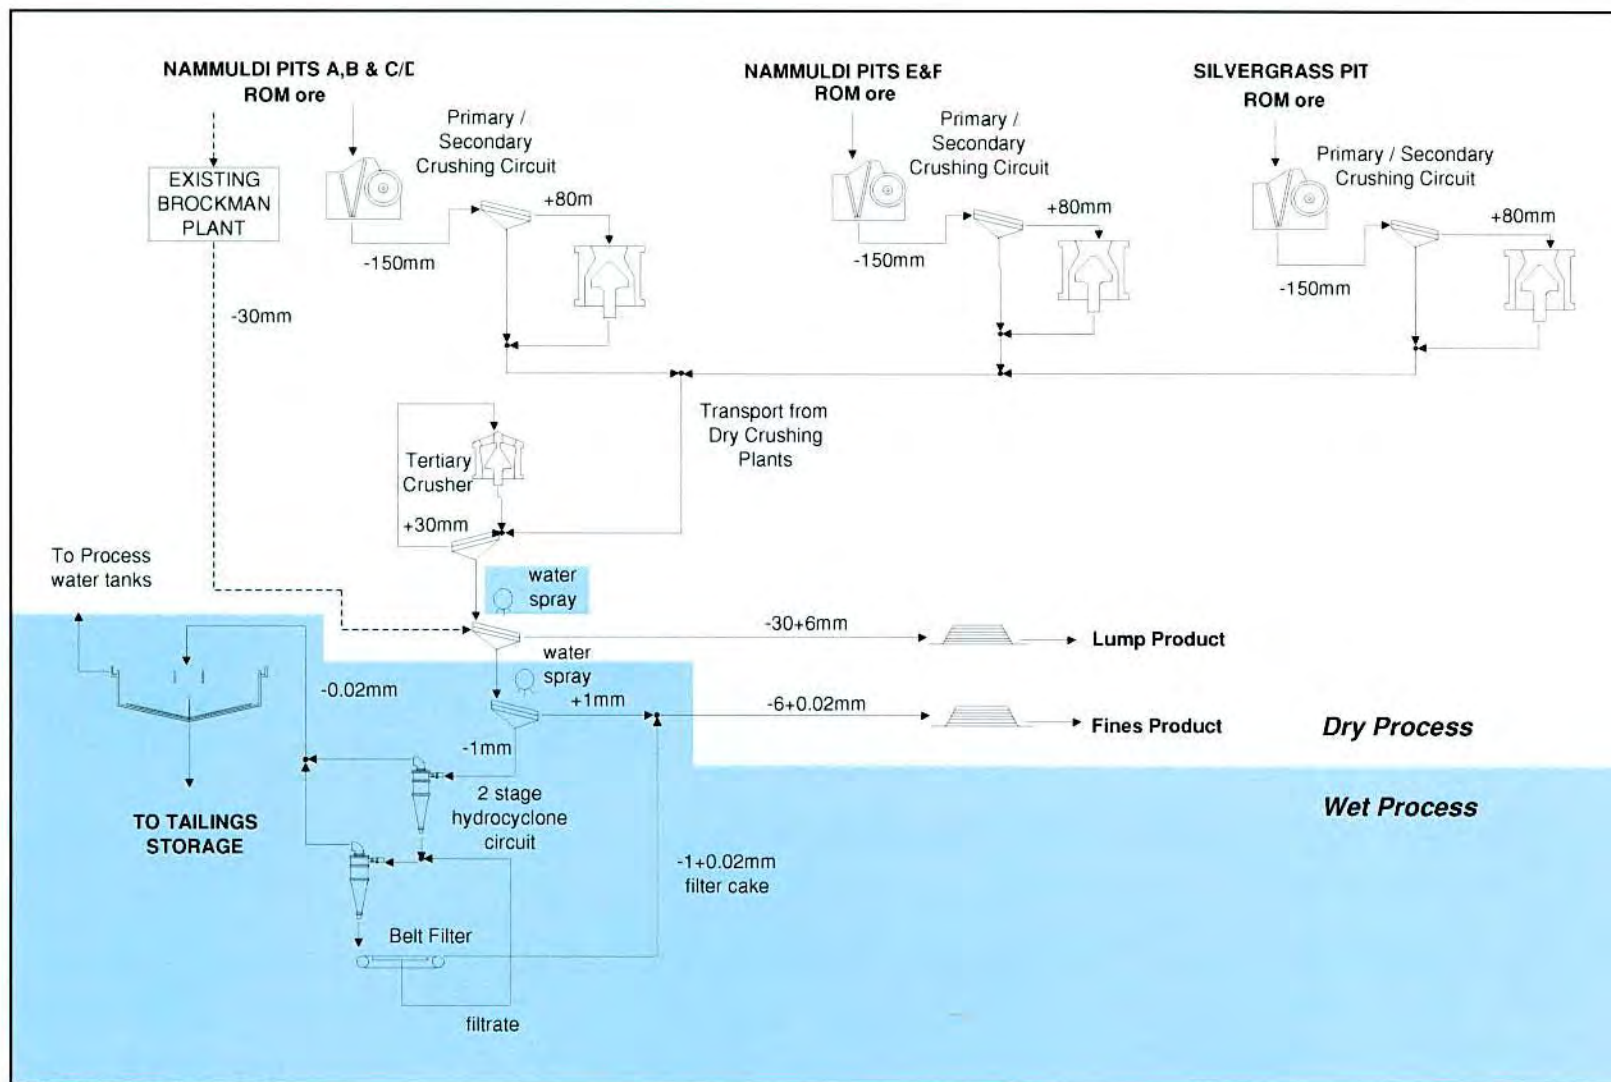 NAMMULDI PITS A,B & C/D
ROM ore
NAMMULDI PITS E&F
ROM ore
SILVERGRASS PIT
ROM ore
Primary /
Secondary
Crushing Circuit
Primary /
Secondary
Crushing Circuit
Primary / Secondary
Crushing Circuit
EXISTING
BROCKMAN
PLANT
+80m
+80mm
+80mm
-150mm
-150mm
-150mm
-30mm
Transport from
Dry Crushing
Plants
Tertiary
Crusher
+30mm
To Process
water tanks
water
spray
-30+6mm
Lump Product
water
spray
-0.02mm
+1mm
-6+0.02mm
Fines Product
Dry Process
-1mm
2 stage
hydrocyclone
circuit
Wet Process
TO TAILINGS
STORAGE
-1+0.02mm
filter cake
Belt Filter
filtrate